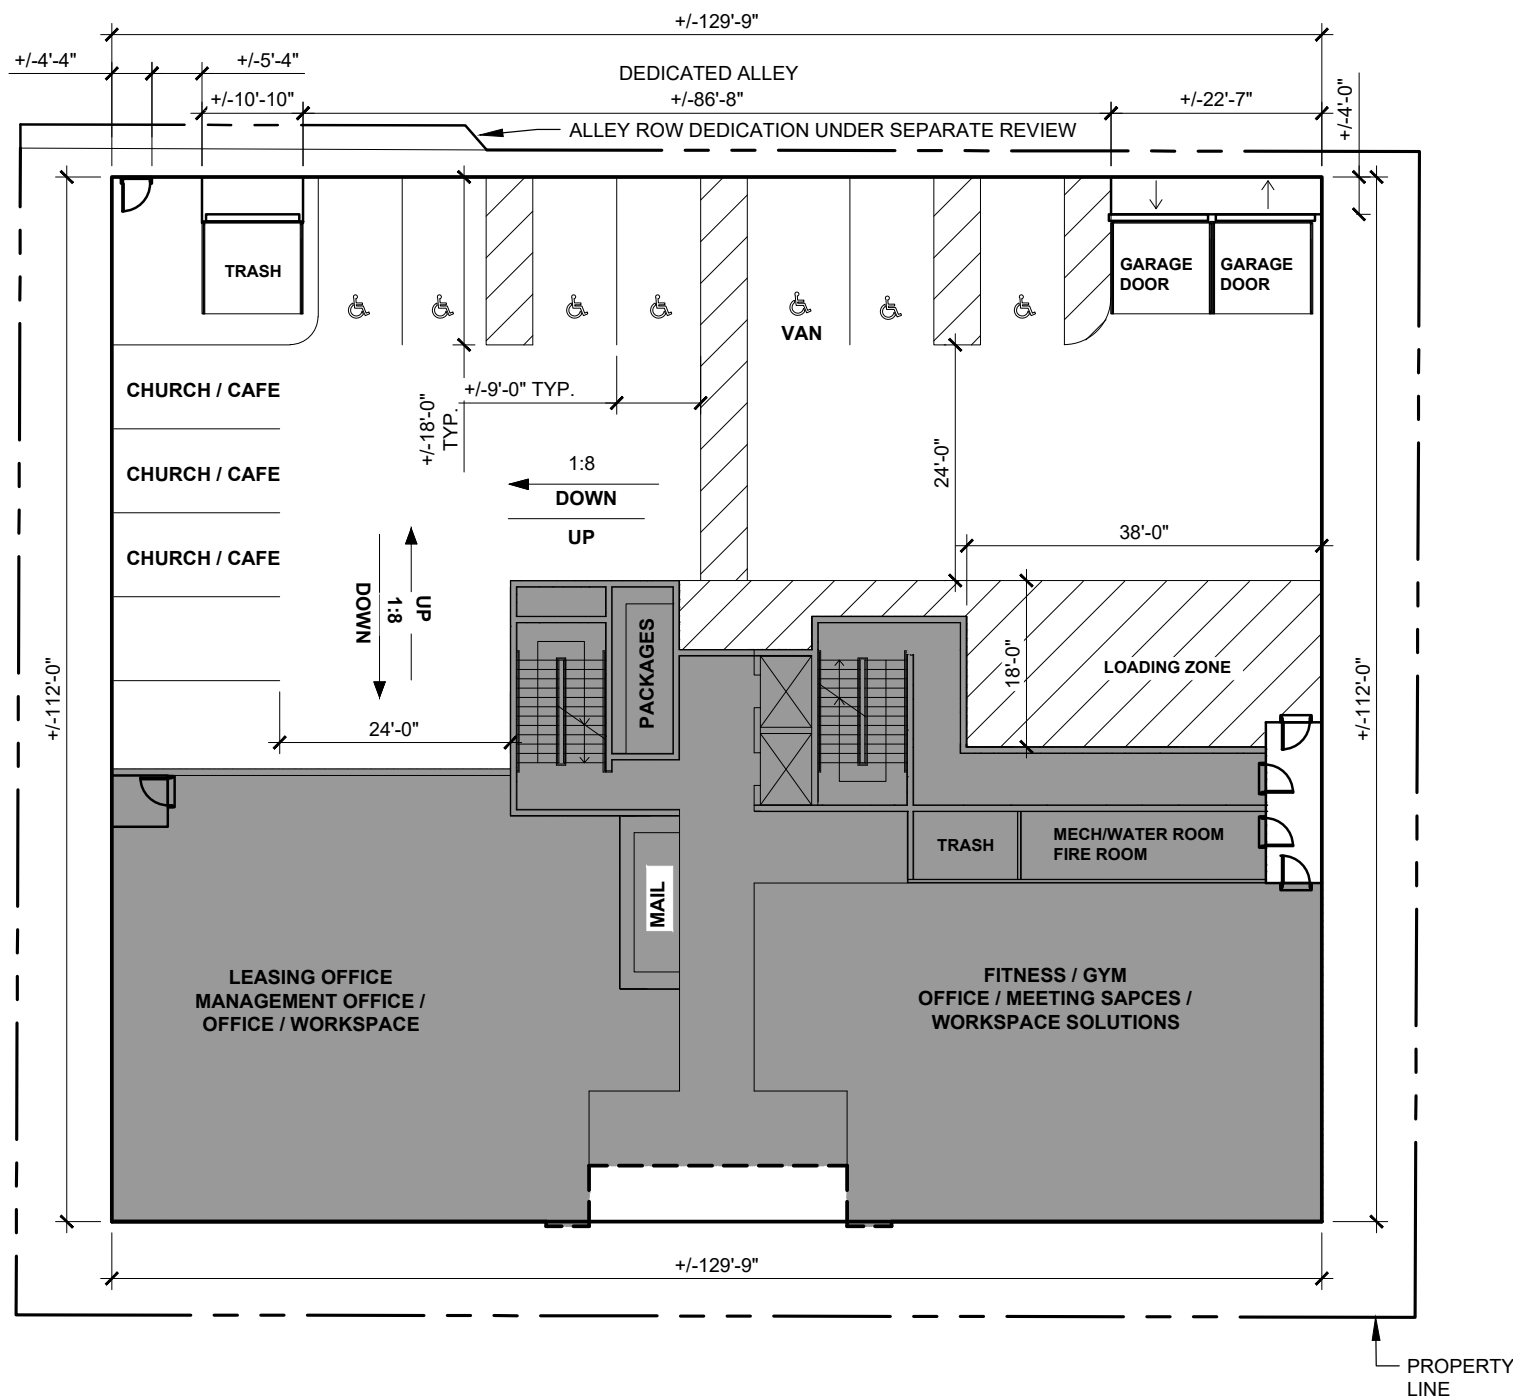 +/-129'-9"
+/-4'-4"
+/-5'-4"
DEDICATED ALLEY
+/-10'-10"
+/-86'-8"
+/-22'-7"
+/-4'-0"
ALLEY ROW DEDICATION UNDER SEPARATE REVIEW
TRASH
GARAGE
DOOR
GARAGE
DOOR
VAN
CHURCH / CAFE
+/-9'-0" TYP.
+/-18'-0"
TYP.
CHURCH / CAFE
1:8
DOWN
UP
24'-0"
38'-0"
CHURCH / CAFE
DOWN
1:8
UP
PACKAGES
18'-0"
LOADING ZONE
+/-112'-0"
+/-112'-0"
24'-0"
TRASH
MECH/WATER ROOM
FIRE ROOM
MAIL
LEASING OFFICE
MANAGEMENT OFFICE /
OFFICE / WORKSPACE
FITNESS / GYM
OFFICE / MEETING SAPCES /
WORKSPACE SOLUTIONS
+/-129'-9"
PROPERTY
LINE